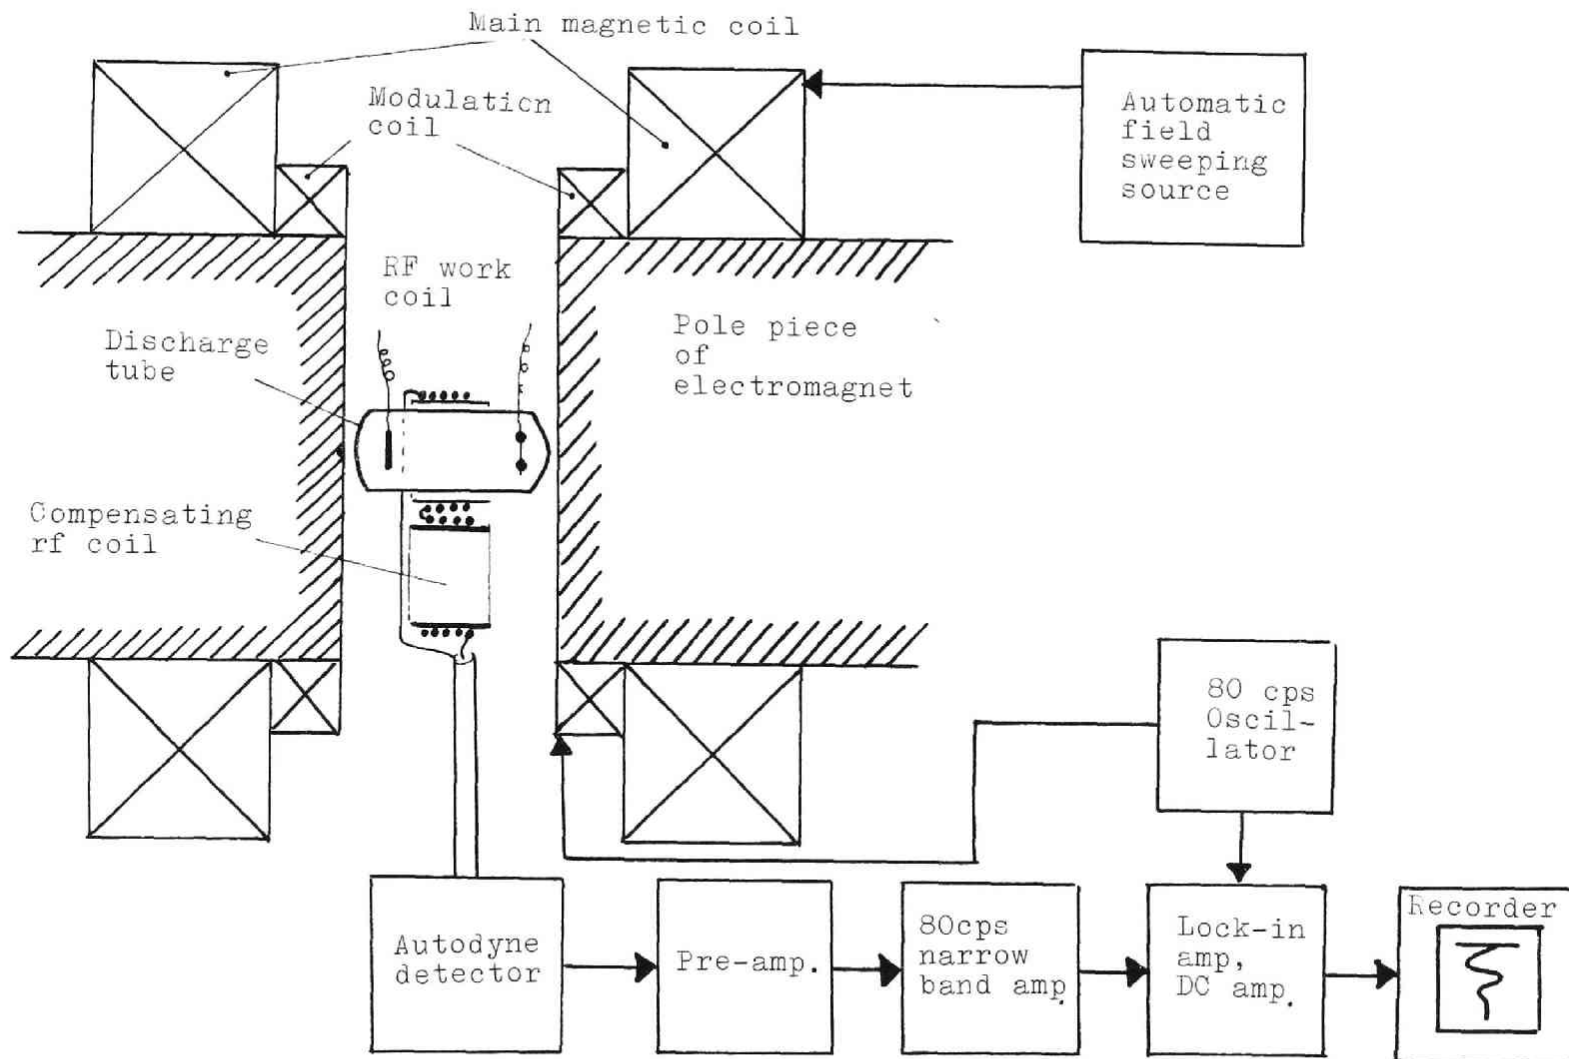 Main magnetic coil
Modulation
coil
Automatic
field
sweeping
source
RF work
coil
Discharge
tube
Pole piece
of
electromagnet
Compensating
rf coil
80 cps
Oscil-
lator
Autodyne
detector
Pre-amp.
80cps
narrow
band amp.
Lock-in
amp,
DC amp.
Recorder